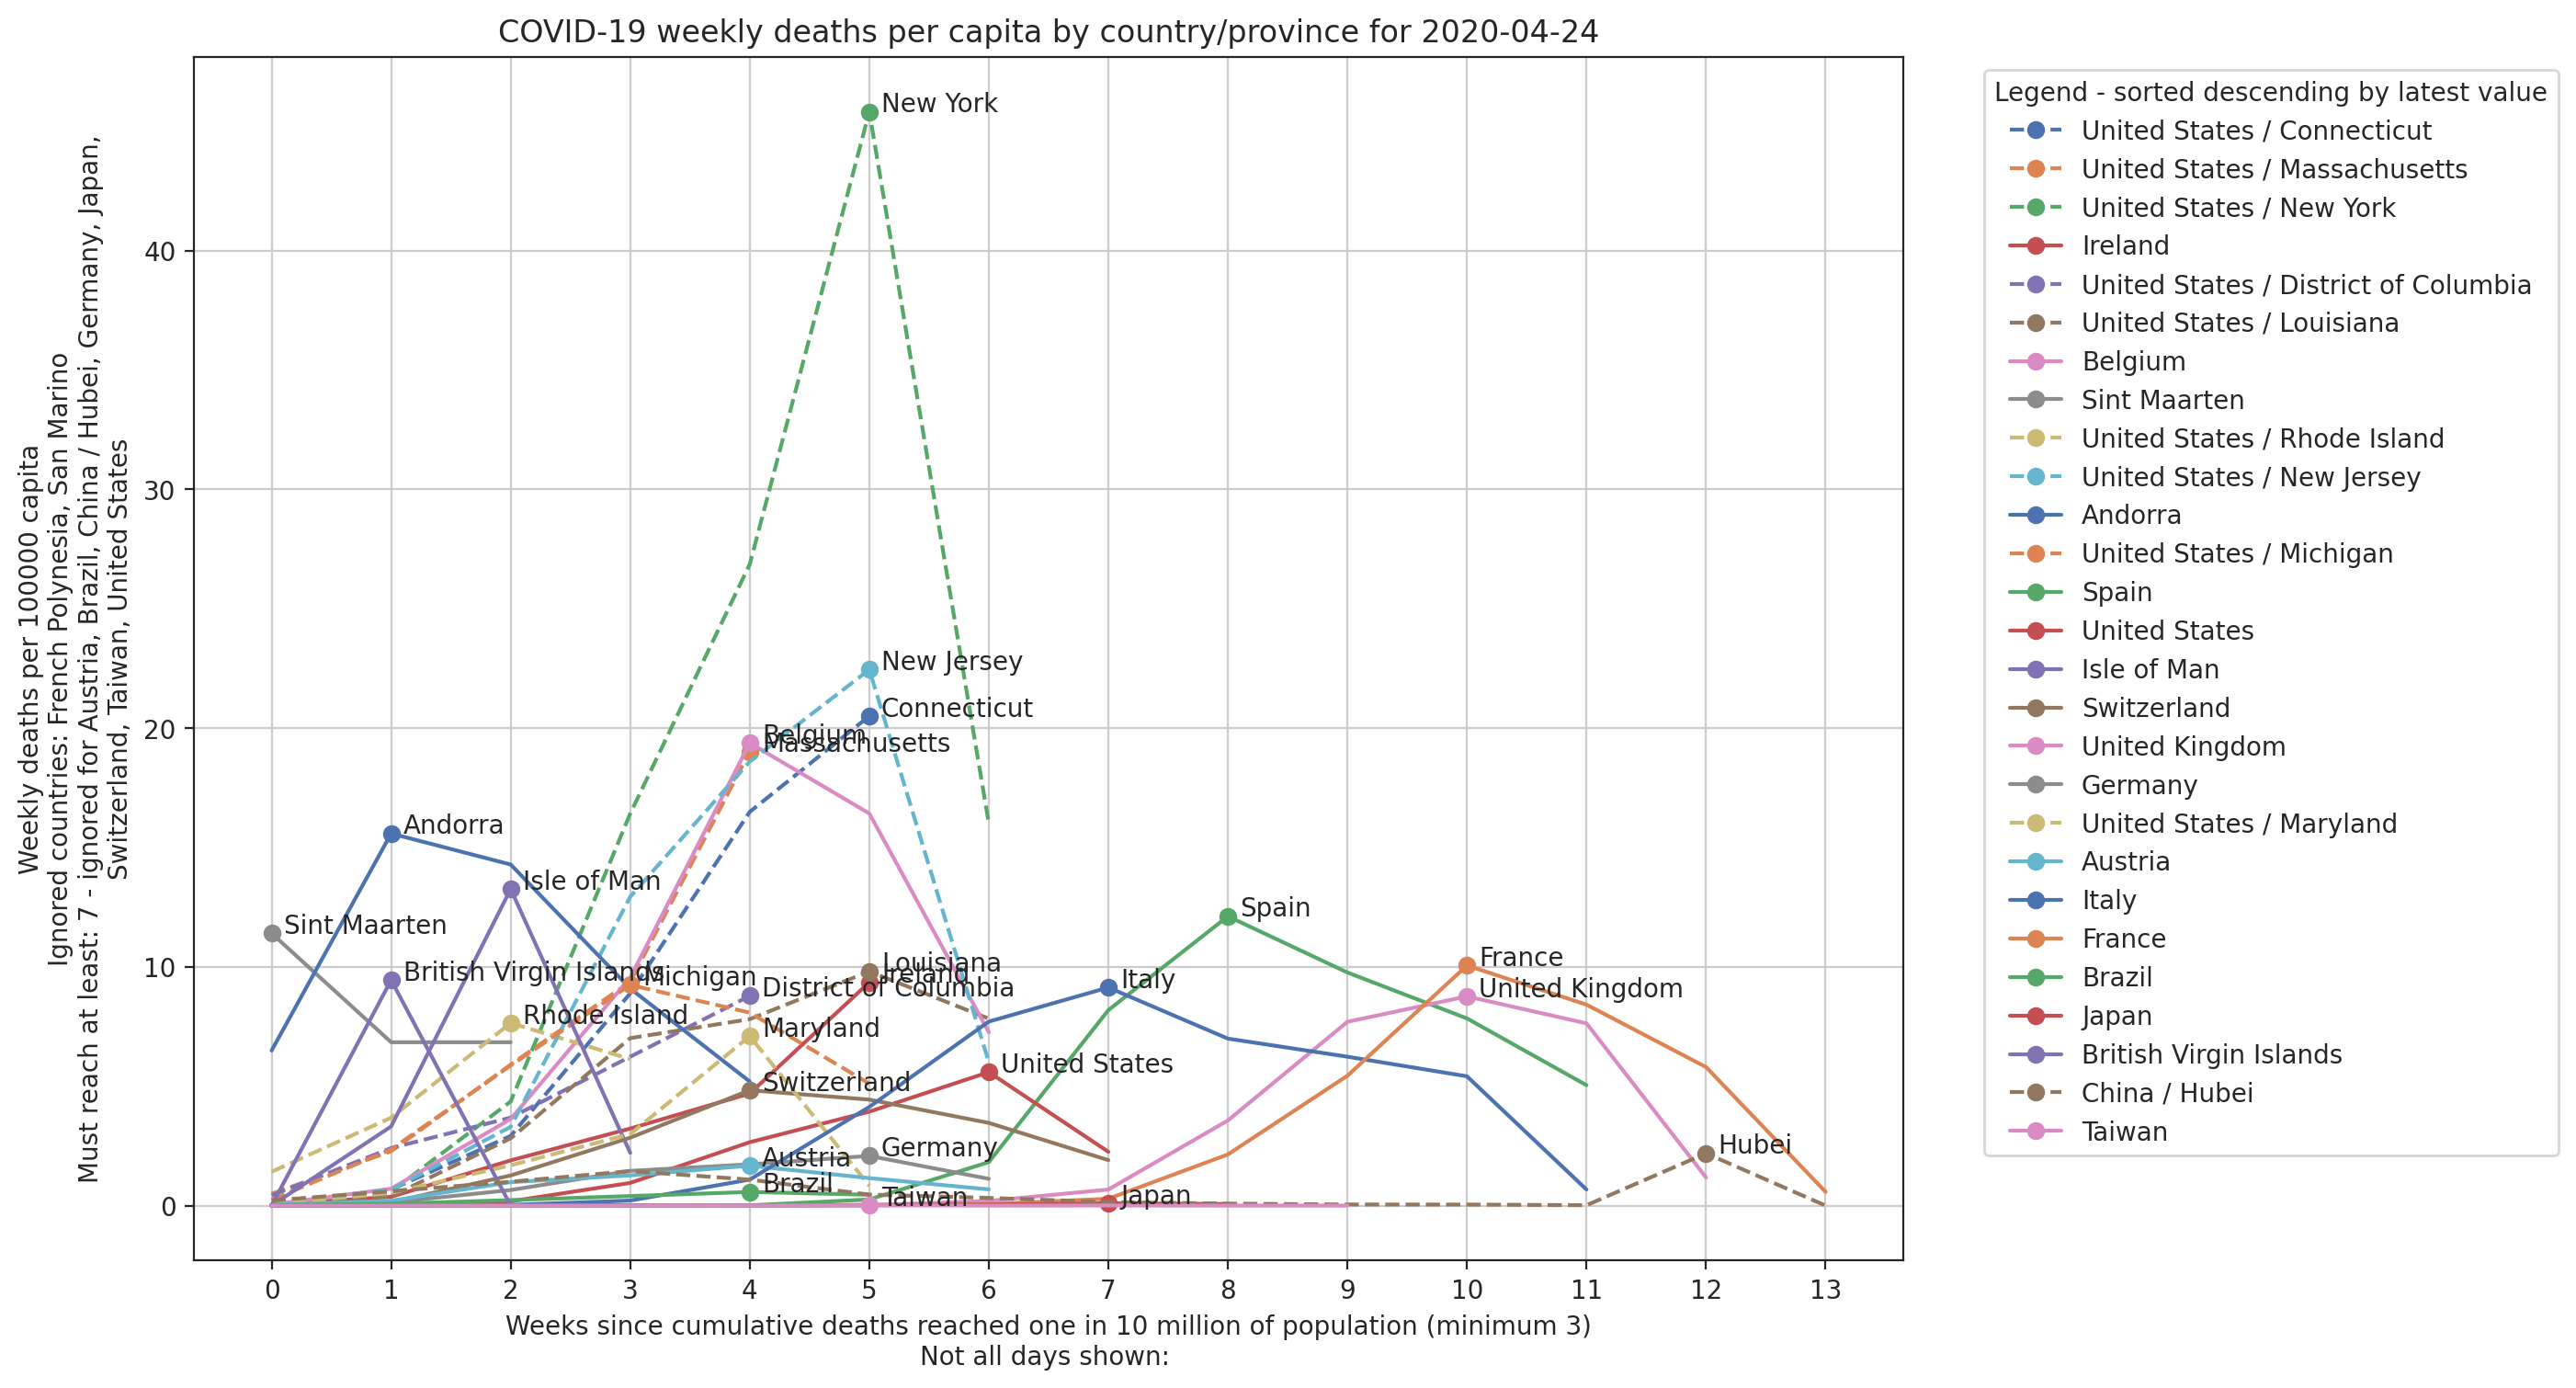 COVID-19 weekly deaths per capita by country/province for 2020-04-24
Weekly deaths per 100000 capita
Ignored countries: French Polynesia, San Marino
Must reach at least: 7 - ignored for Austria, Brazil, China / Hubei, Germany, Japan,
Switzerland, Taiwan, United States
40
30
20
10
0
New York
New Jersey
Connecticut
Belgium
Massachusetts
Andorra
Isle of Man
Sint Maarten
Spain
British Virgin Islands
Michigan
Louisiana
Ireland
District of Columbia
Italy
France
United Kingdom
Rhode Island
Maryland
United States
Switzerland
Germany
Austria
Brazil
Taiwan
Japan
Hubei
0 1 2 3 4 5 6 7 8 9 10 11 12 13
Weeks since cumulative deaths reached one in 10 million of population (minimum 3)
Not all days shown:
Legend - sorted descending by latest value
United States / Connecticut
United States / Massachusetts
United States / New York
Ireland
United States / District of Columbia
United States / Louisiana
Belgium
Sint Maarten
United States / Rhode Island
United States / New Jersey
Andorra
United States / Michigan
Spain
United States
Isle of Man
Switzerland
United Kingdom
Germany
United States / Maryland
Austria
Italy
France
Brazil
Japan
British Virgin Islands
China / Hubei
Taiwan